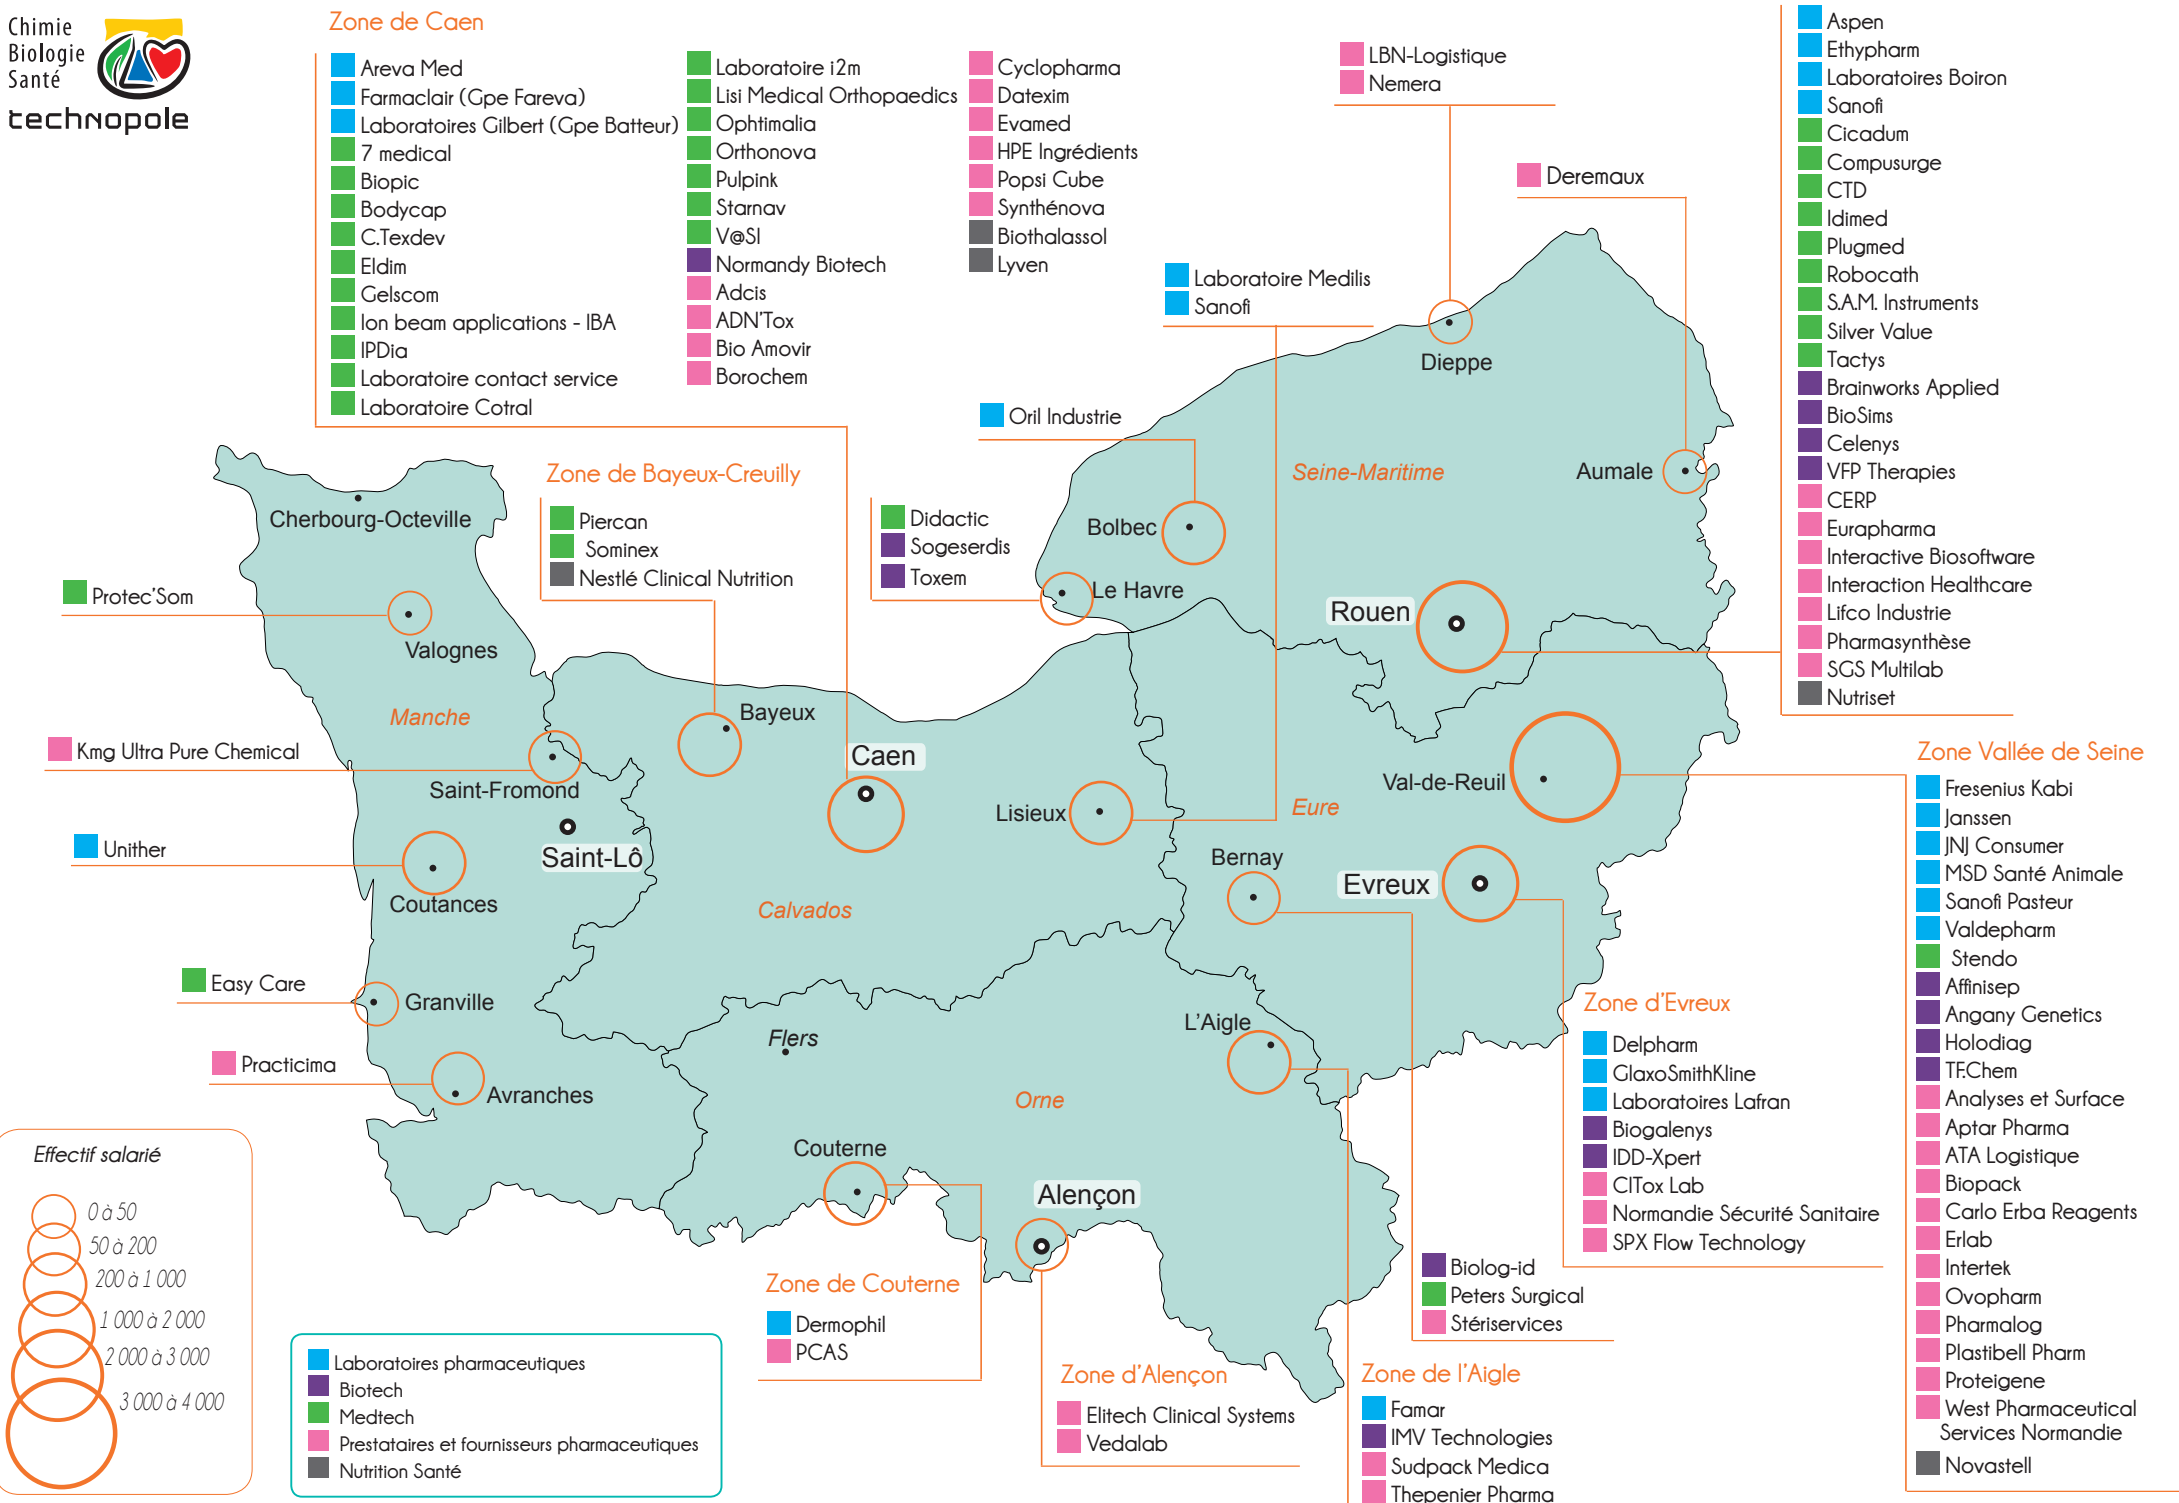 Chimie
Biologie
Santé
technopole
Zone de Caen
Areva Med
Farmaclair (Gpe Fareva)
Laboratoires Gilbert (Gpe Batteur)
7 medical
Biopic
Bodycap
C.Texdev
Eldim
Gelscom
Ion beam applications - IBA
IPDia
Laboratoire contact service
Laboratoire Cotral
Laboratoire i2m
Lisi Medical Orthopaedics
Ophtimalia
Orthonova
Pulpink
Starnav
V@SI
Normandy Biotech
Adcis
ADN'Tox
Bio Amovir
Borochem
Cyclopharma
Datexim
Evamed
HPE Ingrédients
Popsi Cube
Synthénova
Biothalassol
Lyven
LBN-Logistique
Nemera
Deremaux
Laboratoire Medilis
Sanofi
Oril Industrie
Aspen
Ethypharm
Laboratoires Boiron
Sanofi
Cicadum
Compusurge
CTD
Idimed
Plugmed
Robocath
S.A.M. Instruments
Silver Value
Tactys
Brainworks Applied
BioSims
Celenys
VFP Therapies
CERP
Eurapharma
Interactive Biosoftware
Interaction Healthcare
Lifco Industrie
Pharmasynthèse
SGS Multilab
Nutriset
Zone de Bayeux-Creuilly
Piercan
Sominex
Nestlé Clinical Nutrition
Didactic
Sogeserdis
Toxem
Protec'Som
Kmg Ultra Pure Chemical
Unither
Easy Care
Practicima
Cherbourg-Octeville
Valognes
Manche
Saint-Fromond
Saint-Lô
Coutances
Granville
Avranches
Bayeux
Caen
Lisieux
Calvados
Dieppe
Seine-Maritime
Aumale
Bolbec
Le Havre
Rouen
Val-de-Reuil
Eure
Bernay
Evreux
Flers
L'Aigle
Orne
Couterne
Alençon
Zone Vallée de Seine
Fresenius Kabi
Janssen
JNJ Consumer
MSD Santé Animale
Sanofi Pasteur
Valdepharm
Stendo
Affinisep
Angany Genetics
Holodiag
TF.Chem
Analyses et Surface
Aptar Pharma
ATA Logistique
Biopack
Carlo Erba Reagents
Erlab
Intertek
Ovopharm
Pharmalog
Plastibell Pharm
Proteigene
West Pharmaceutical
Services Normandie
Novastell
Zone d'Evreux
Delpharm
GlaxoSmithKline
Laboratoires Lafran
Biogalenys
IDD-Xpert
CITox Lab
Normandie Sécurité Sanitaire
SPX Flow Technology
Biolog-id
Peters Surgical
Stériservices
Zone de Couterne
Dermophil
PCAS
Zone d'Alençon
Elitech Clinical Systems
Vedalab
Zone de l'Aigle
Famar
IMV Technologies
Sudpack Medica
Thepenier Pharma
Effectif salarié
0 à 50
50 à 200
200 à 1 000
1 000 à 2 000
2 000 à 3 000
3 000 à 4 000
Laboratoires pharmaceutiques
Biotech
Medtech
Prestataires et fournisseurs pharmaceutiques
Nutrition Santé